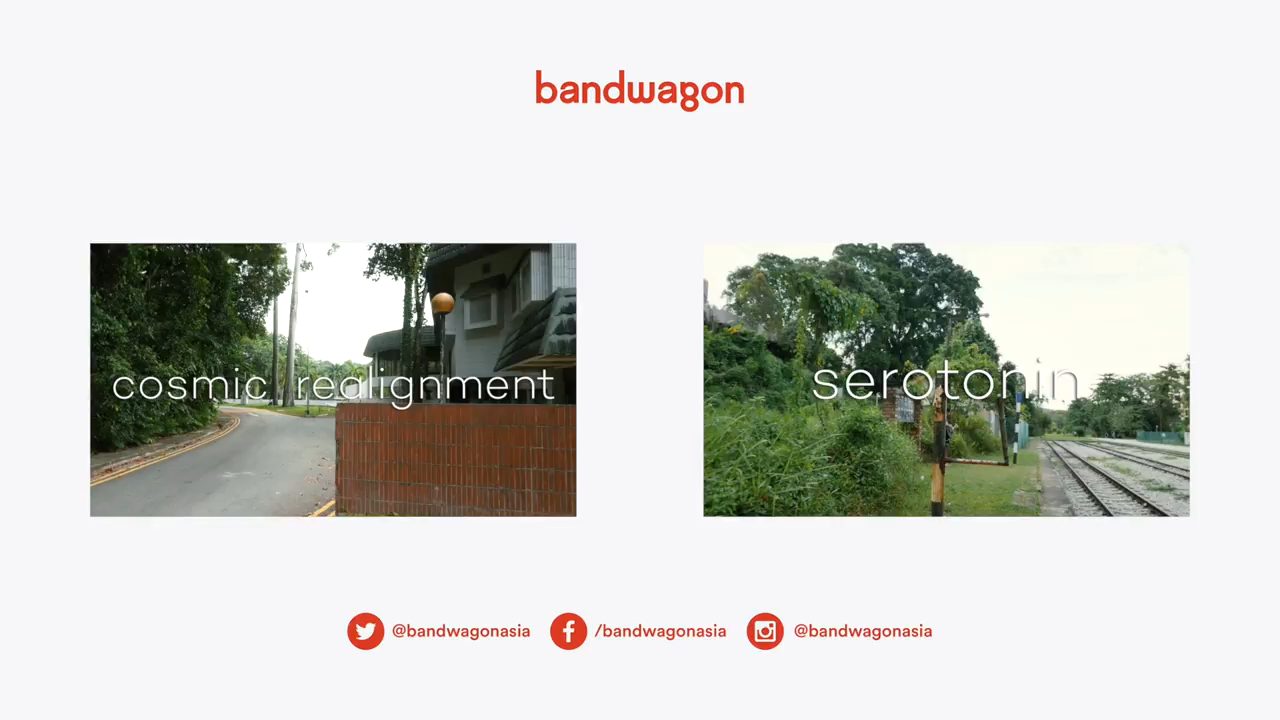 bandwagon
cosmic realignment
serotonin
@bandwagonasia
/bandwagonasia
@bandwagonasia